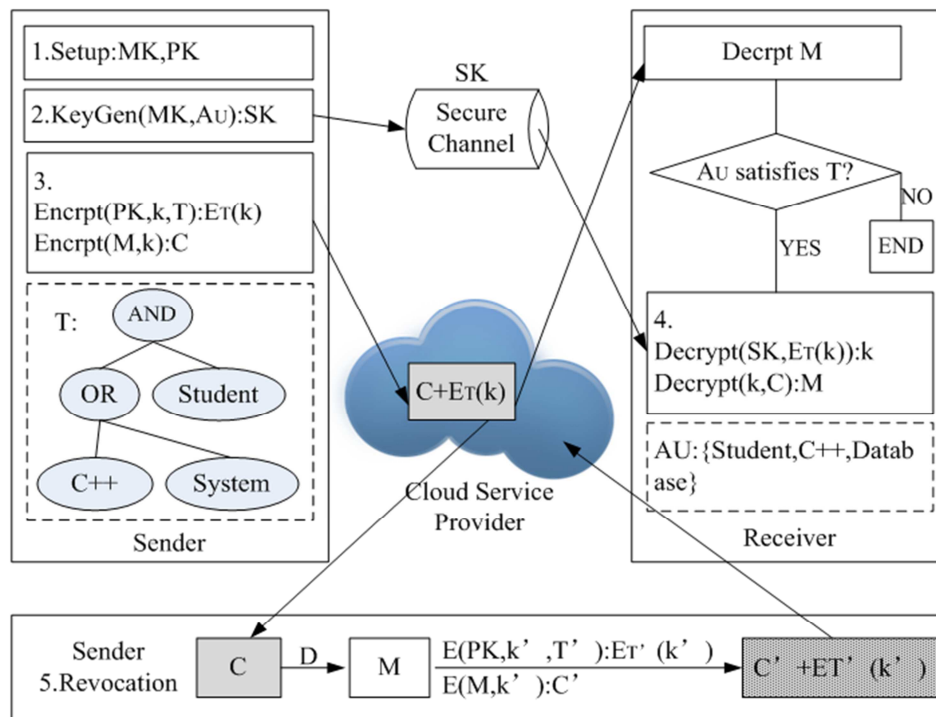 1.Setup:MK,PK
2.KeyGen(MK,AU):SK
3.
Encrpt(PK,k,T):ET(k)
Encrpt(M,k):C
T:
AND
OR
Student
C++
System
Sender
SK
Secure
Channel
C+ET(k)
Cloud Service
Provider
Decrpt M
AU satisfies T?
NO
YES
END
4.
Decrypt(SK,ET(k)):k
Decrypt(k,C):M
AU:{Student,C++,Datab
ase}
Receiver
Sender
5.Revocation
C
D
M
E(PK,k’,T’):ET’(k’)
E(M,k’):C’
C’+ET’(k’)